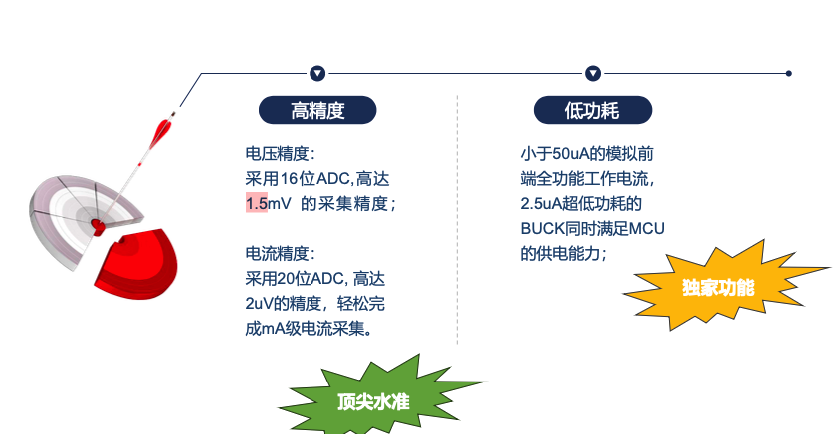 高精度
电压精度：
采用16位ADC,高达
1.5mV 的采集精度；
电流精度：
采用20位ADC, 高达
2uV的精度，轻松完
成mA级电流采集。
顶尖水准
低功耗
小于50uA的模拟前
端全功能工作电流，
2.5uA超低功耗的
BUCK同时满足MCU
的供电能力；
独家功能